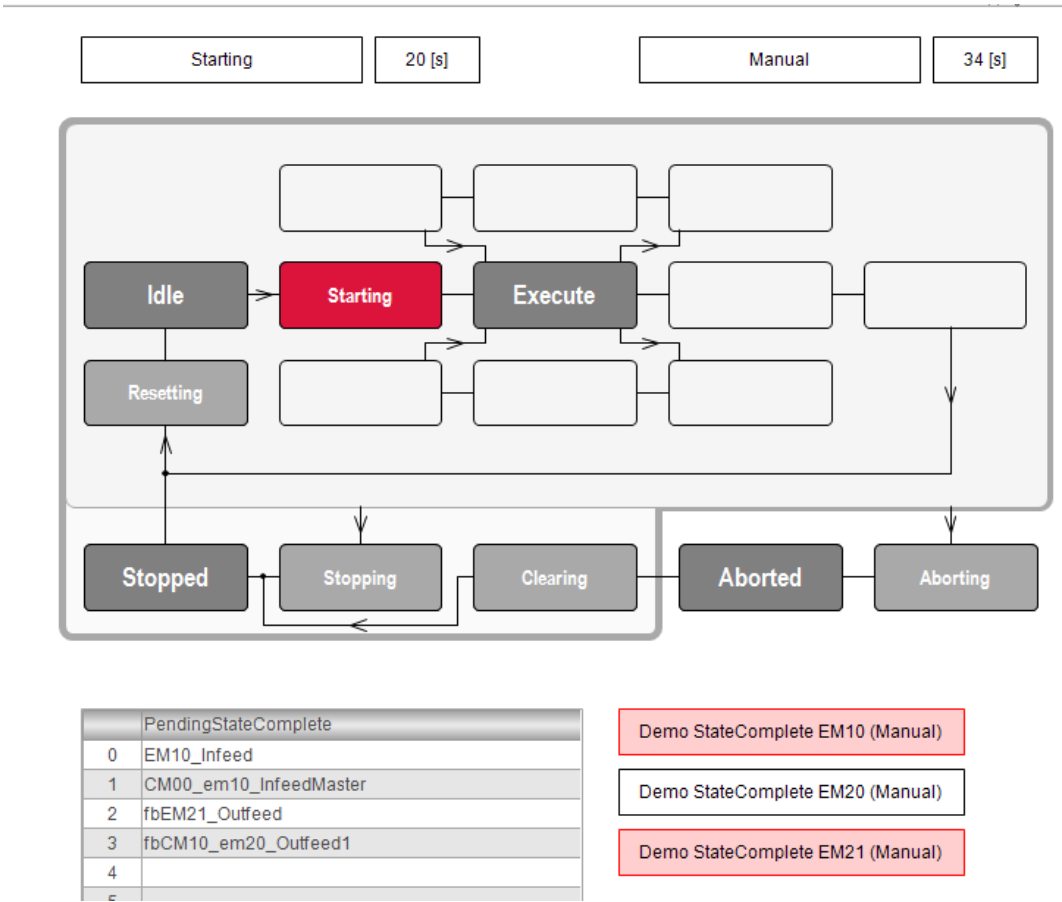 Starting 20 [s] Manual 34 [s]
Idle Starting Execute
Resetting
Stopped Stopping Clearing Aborted Aborting
PendingStateComplete
0 EM10_Infeed
1 CM00_em10_InfeedMaster
2 fbEM21_Outfeed
3 fbCM10_em20_Outfeed1
4
Demo StateComplete EM10 (Manual)
Demo StateComplete EM20 (Manual)
Demo StateComplete EM21 (Manual)